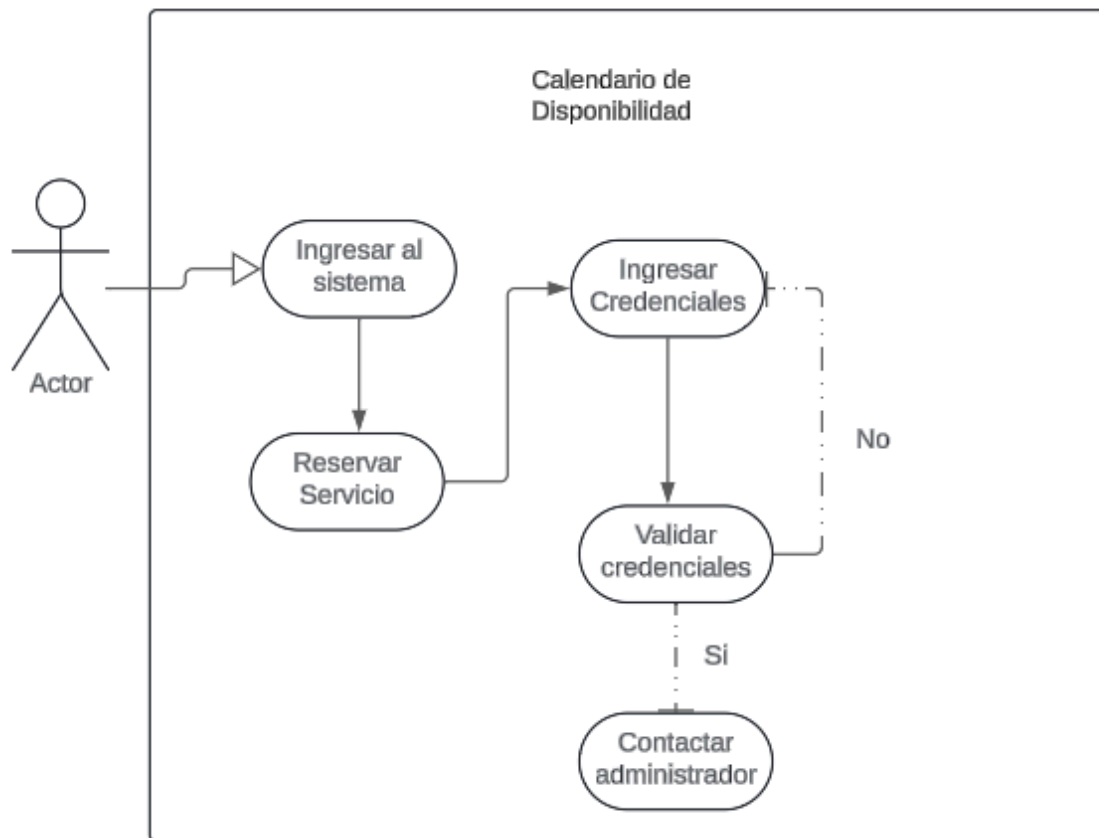 Calendario de
Disponibilidad
Actor
Ingresar al
sistema
Reservar
Servicio
Ingresar
Credenciales
Validar
credenciales
No
Si
Contactar
administrador